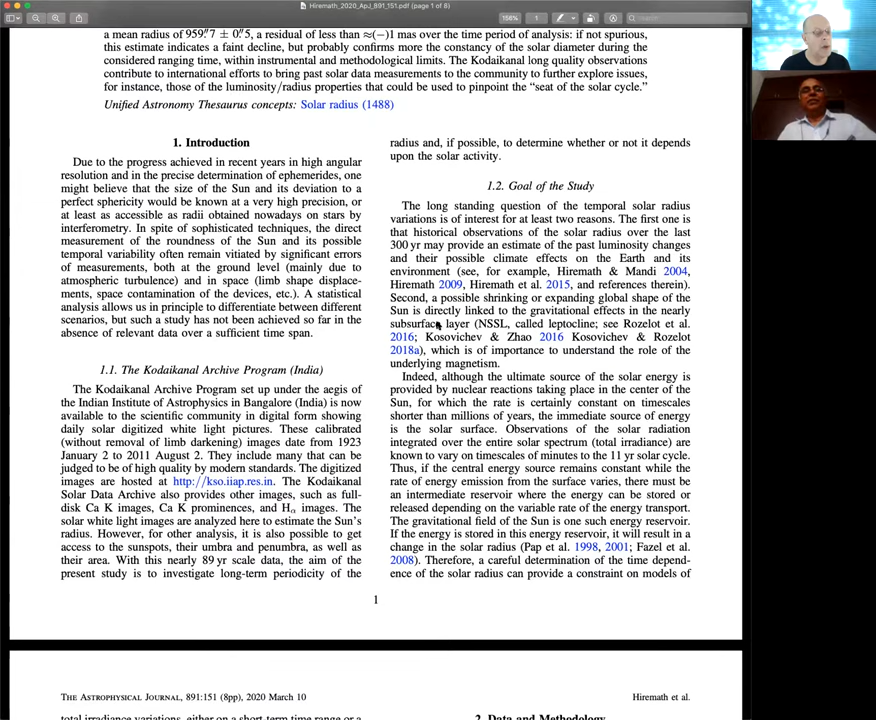 Hiremath_2020_ApJ_891_151.pdf (page 1 of 8)
158%
1
Search
a mean radius of 959″.7 ± 0″.5, a residual of less than ≈(−)1 mas over the time period of analysis: if not spurious,
this estimate indicates a faint decline, but probably confirms more the constancy of the solar diameter during the
considered ranging time, within instrumental and methodological limits. The Kodaikanal long quality observations
contribute to international efforts to bring past solar data measurements to the community to further explore issues,
for instance, those of the luminosity/radius properties that could be used to pinpoint the “seat of the solar cycle.”
Unified Astronomy Thesaurus concepts: Solar radius (1488)
1. Introduction
Due to the progress achieved in recent years in high angular
resolution and in the precise determination of ephemerides, one
might believe that the size of the Sun and its deviation to a
perfect sphericity would be known at a very high precision, or
at least as accessible as radii obtained nowadays on stars by
interferometry. In spite of sophisticated techniques, the direct
measurement of the roundness of the Sun and its possible
temporal variability often remain vitiated by significant errors
of measurements, both at the ground level (mainly due to
atmospheric turbulence) and in space (limb shape displace-
ments, space contamination of the devices, etc.). A statistical
analysis allows us in principle to differentiate between different
scenarios, but such a study has not been achieved so far in the
absence of relevant data over a sufficient time span.
1.1. The Kodaikanal Archive Program (India)
The Kodaikanal Archive Program set up under the aegis of
the Indian Institute of Astrophysics in Bangalore (India) is now
available to the scientific community in digital form showing
daily solar digitized white light pictures. These calibrated
(without removal of limb darkening) images date from 1923
January 2 to 2011 August 2. They include many that can be
judged to be of high quality by modern standards. The digitized
images are hosted at http://kso.iiap.res.in. The Kodaikanal
Solar Data Archive also provides other images, such as full-
disk Ca K images, Ca K prominences, and Hα images. The
solar white light images are analyzed here to estimate the Sun's
radius. However, for other analysis, it is also possible to get
access to the sunspots, their umbra and penumbra, as well as
their area. With this nearly 89 yr scale data, the aim of the
present study is to investigate long-term periodicity of the
radius and, if possible, to determine whether or not it depends
upon the solar activity.
1.2. Goal of the Study
The long standing question of the temporal solar radius
variations is of interest for at least two reasons. The first one is
that historical observations of the solar radius over the last
300 yr may provide an estimate of the past luminosity changes
and their possible climate effects on the Earth and its
environment (see, for example, Hiremath & Mandi 2004,
Hiremath 2009, Hiremath et al. 2015, and references therein).
Second, a possible shrinking or expanding global shape of the
Sun is directly linked to the gravitational effects in the nearly
subsurface layer (NSSL, called leptocline; see Rozelot et al.
2016; Kosovichev & Zhao 2016 Kosovichev & Rozelot
2018a), which is of importance to understand the role of the
underlying magnetism.
Indeed, although the ultimate source of the solar energy is
provided by nuclear reactions taking place in the center of the
Sun, for which the rate is certainly constant on timescales
shorter than millions of years, the immediate source of energy
is the solar surface. Observations of the solar radiation
integrated over the entire solar spectrum (total irradiance) are
known to vary on timescales of minutes to the 11 yr solar cycle.
Thus, if the central energy source remains constant while the
rate of energy emission from the surface varies, there must be
an intermediate reservoir where the energy can be stored or
released depending on the variable rate of the energy transport.
The gravitational field of the Sun is one such energy reservoir.
If the energy is stored in this energy reservoir, it will result in a
change in the solar radius (Pap et al. 1998, 2001; Fazel et al.
2008). Therefore, a careful determination of the time depend-
ence of the solar radius can provide a constraint on models of
1
THE ASTROPHYSICAL JOURNAL, 891:151 (8pp), 2020 March 10
Hiremath et al.
total irradiance variations, either on a short-term time range or a
2. Data and Methodology